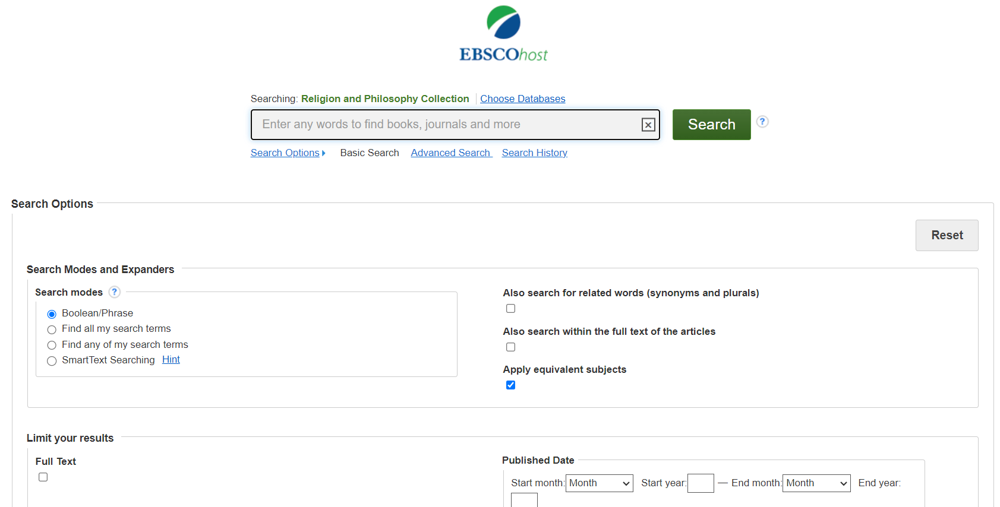 EBSCOhost
Searching: Religion and Philosophy Collection Choose Databases
Enter any words to find books, journals and more
Search
?
Search Options Basic Search Advanced Search Search History
Search Options
Reset
Search Modes and Expanders
Search modes ?
Boolean/Phrase
Find all my search terms
Find any of my search terms
SmartText Searching Hint
Also search for related words (synonyms and plurals)
Also search within the full text of the articles
Apply equivalent subjects
Limit your results
Full Text
Published Date
Start month: Month Start year: — End month: Month End year: